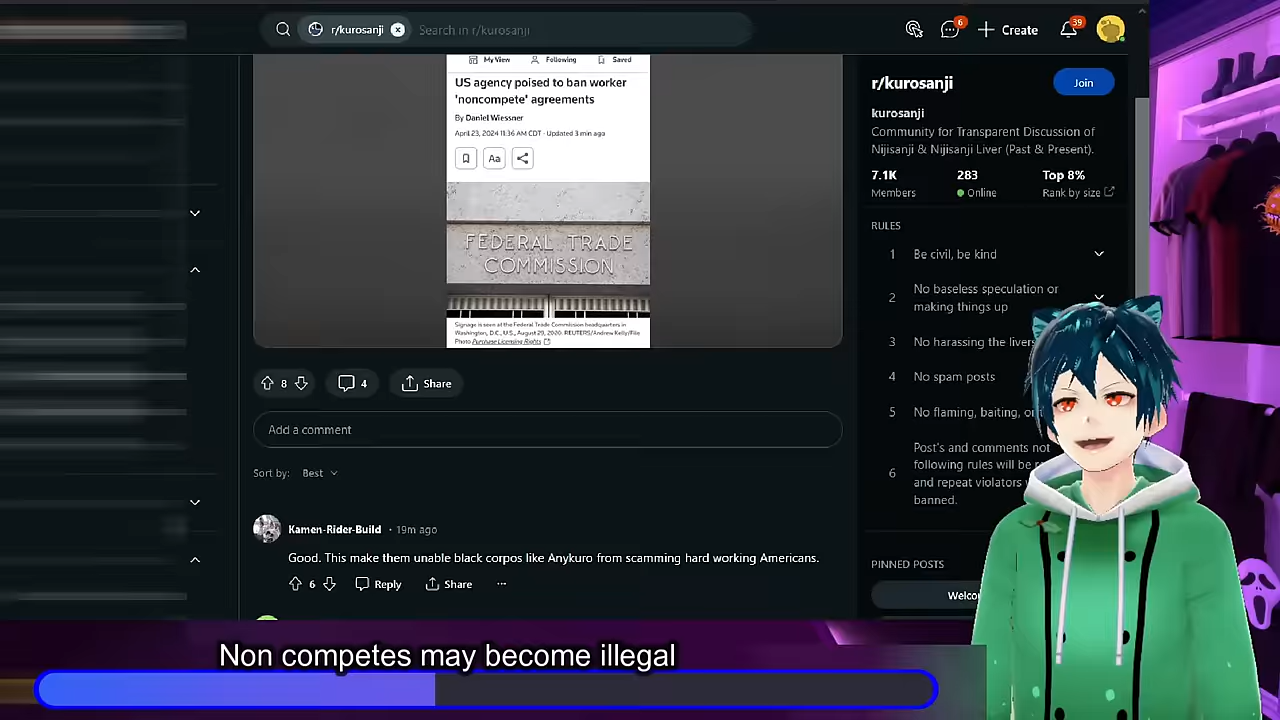 r/kurosanji
Search in r/kurosanji
6
Create
39
My View
Following
Saved
US agency poised to ban worker
'noncompete' agreements
By Daniel Wiessner
April 23, 2024 11:36 AM CDT · Updated 3 min ago
Aa
FEDERAL TRADE
COMMISSION
Signage is seen at the Federal Trade Commission headquarters in
Washington, D.C., U.S., August 29, 2020. REUTERS/Andrew Kelly/File
Photo Purchase Licensing Rights
8
4
Share
Add a comment
Sort by:
Best
Kamen-Rider-Build
· 19m ago
Good. This make them unable black corpos like Anykuro from scamming hard working Americans.
6
Reply
Share
...
r/kurosanji
Join
kurosanji
Community for Transparent Discussion of
Nijisanji & Nijisanji Liver (Past & Present).
7.1K
283
Top 8%
Members
Online
Rank by size
RULES
1
Be civil, be kind
2
No baseless speculation or
making things up
3
No harassing the livers
4
No spam posts
5
No flaming, baiting, or
6
Post's and comments not
following rules will be
and repeat violators
banned.
PINNED POSTS
Welco
Non competes may become illegal